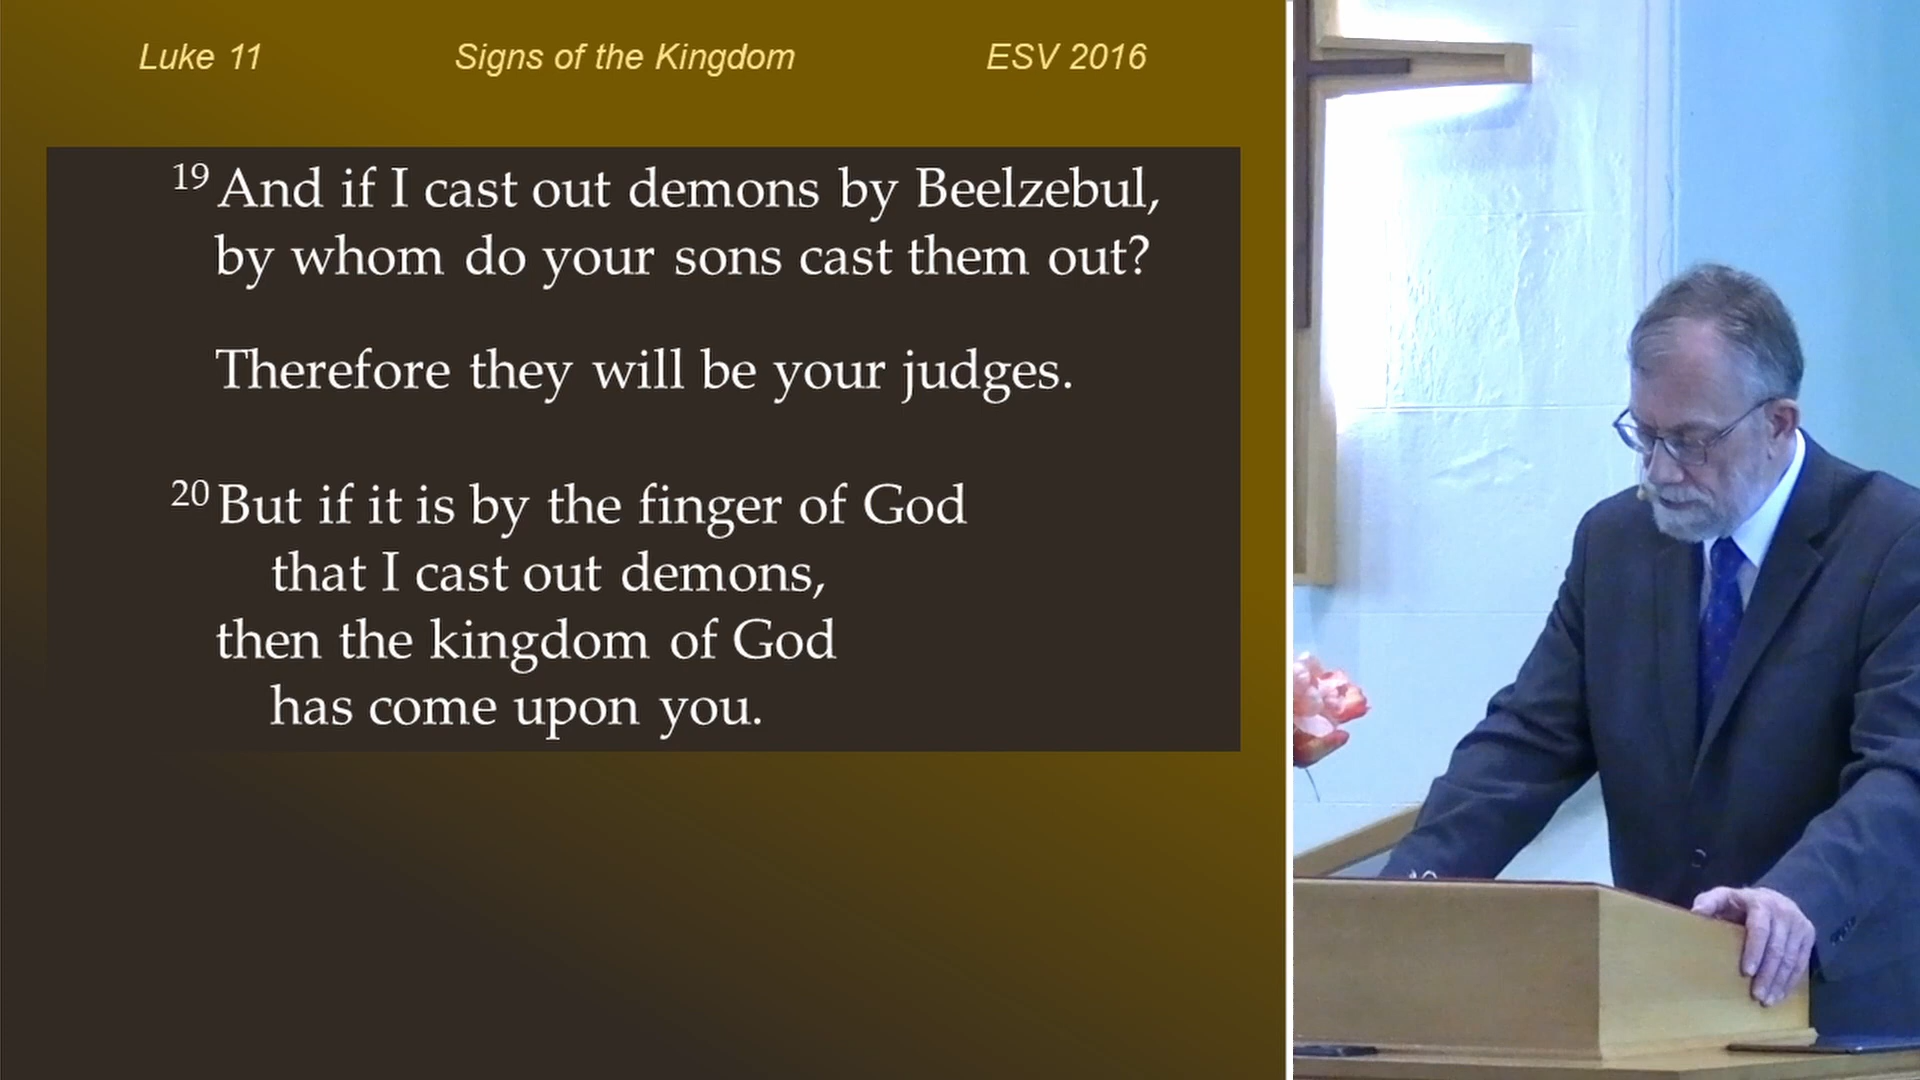 Luke 11 Signs of the Kingdom ESV 2016
19 And if I cast out demons by Beelzebul,
by whom do your sons cast them out?
Therefore they will be your judges.
20 But if it is by the finger of God
that I cast out demons,
then the kingdom of God
has come upon you.